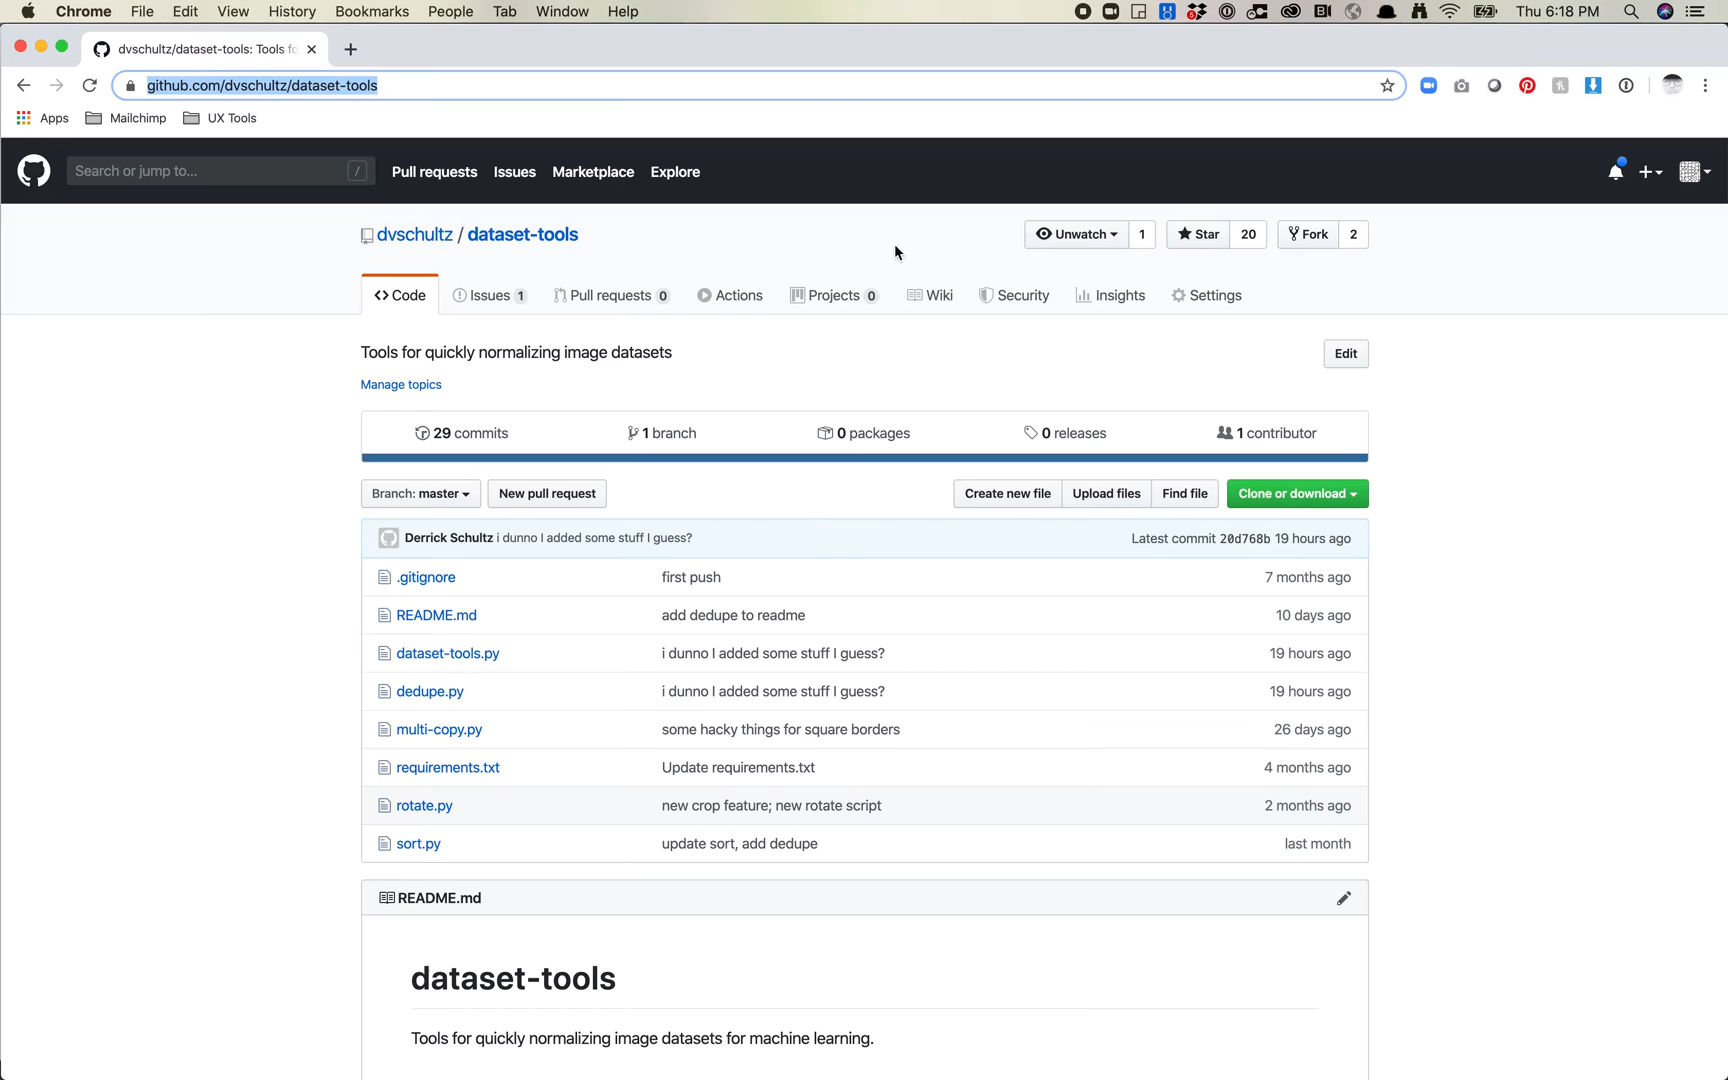 Chrome File Edit View History Bookmarks People Tab Window Help Thu 6:18 PM
dvschultz/dataset-tools: Tools fo
github.com/dvschultz/dataset-tools
Apps Mailchimp UX Tools
Search or jump to... / Pull requests Issues Marketplace Explore
dvschultz / dataset-tools Unwatch 1 Star 20 Fork 2
Code Issues 1 Pull requests 0 Actions Projects 0 Wiki Security Insights Settings
Tools for quickly normalizing image datasets Edit
Manage topics
29 commits 1 branch 0 packages 0 releases 1 contributor
Branch: master New pull request Create new file Upload files Find file Clone or download
Derrick Schultz i dunno I added some stuff I guess? Latest commit 20d768b 19 hours ago
.gitignore first push 7 months ago
README.md add dedupe to readme 10 days ago
dataset-tools.py i dunno I added some stuff I guess? 19 hours ago
dedupe.py i dunno I added some stuff I guess? 19 hours ago
multi-copy.py some hacky things for square borders 26 days ago
requirements.txt Update requirements.txt 4 months ago
rotate.py new crop feature; new rotate script 2 months ago
sort.py update sort, add dedupe last month
README.md
dataset-tools
Tools for quickly normalizing image datasets for machine learning.